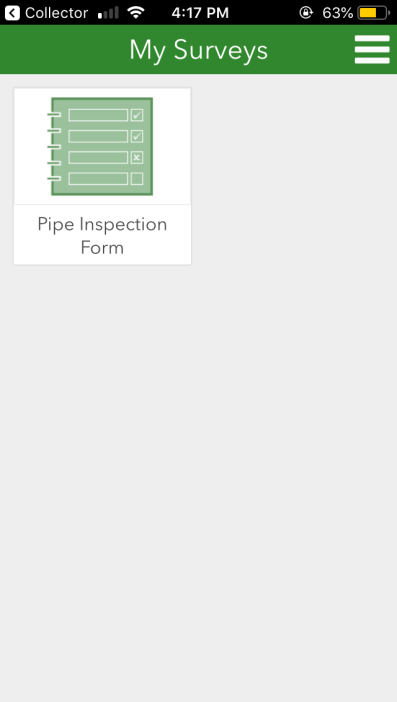 Collector 4:17 PM 63%
My Surveys
Pipe Inspection
Form